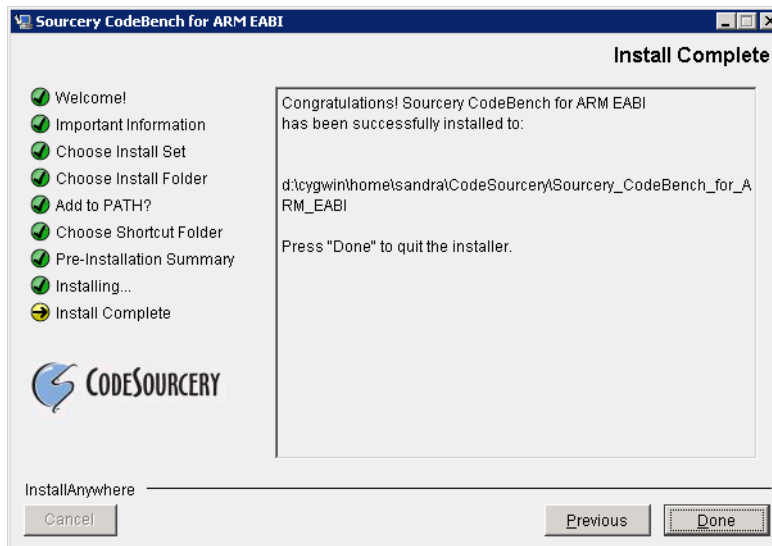 Sourcery CodeBench for ARM EABI
Install Complete
Welcome!
Important Information
Choose Install Set
Choose Install Folder
Add to PATH?
Choose Shortcut Folder
Pre-Installation Summary
Installing...
Install Complete
Congratulations! Sourcery CodeBench for ARM EABI
has been successfully installed to:
d:\cygwin\home\sandra\CodeSourcery\Sourcery_CodeBench_for_A
RM_EABI
Press "Done" to quit the installer.
CODESOURCERY
InstallAnywhere
Cancel
Previous
Done